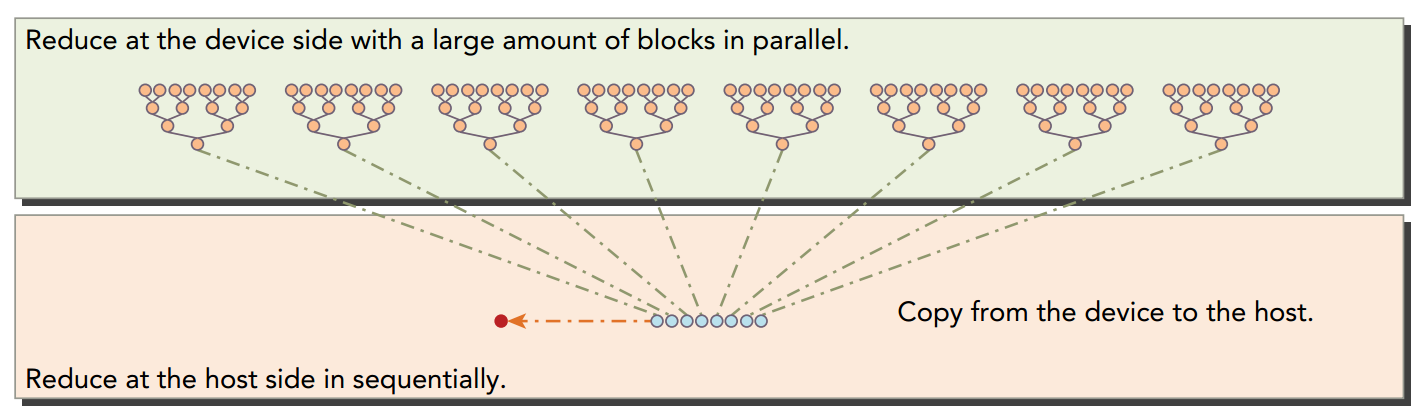 Reduce at the device side with a large amount of blocks in parallel.
Copy from the device to the host.
Reduce at the host side in sequentially.